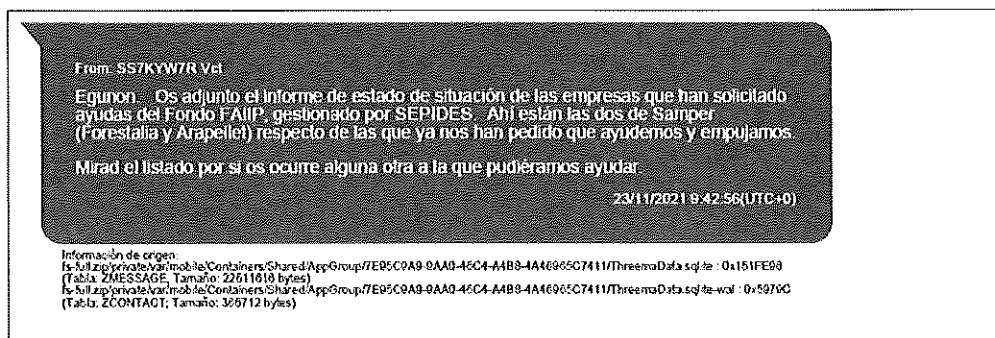 From: SS7KYW7R Vct
Egunon. Os adjunto el informe de estado de situación de las empresas que han solicitado
ayudas del Fondo FAIIP, gestionado por SEPIDES. Ahí están las dos de Samper
(Forestalia y Arapellet) respecto de las que ya nos han pedido que ayudemos y empujamos.
Mirad el listado por si os ocurre alguna otra a la que pudiéramos ayudar.
23/11/2021 9:42:56(UTC+0)
Información de origen:
fs-full.zip/private/var/mobile/Containers/Shared/AppGroup/7E95C9A9-9AA0-46C4-A4B8-4A46965C7411/ThreemaData.sqlite : 0x151FE98
(Tabla: ZMESSAGE, Tamaño: 22611616 bytes)
fs-full.zip/private/var/mobile/Containers/Shared/AppGroup/7E95C9A9-9AA0-46C4-A4B8-4A46965C7411/ThreemaData.sqlite-wal :
(Tabla: ZCONTACT; Tamaño: 366712 bytes)